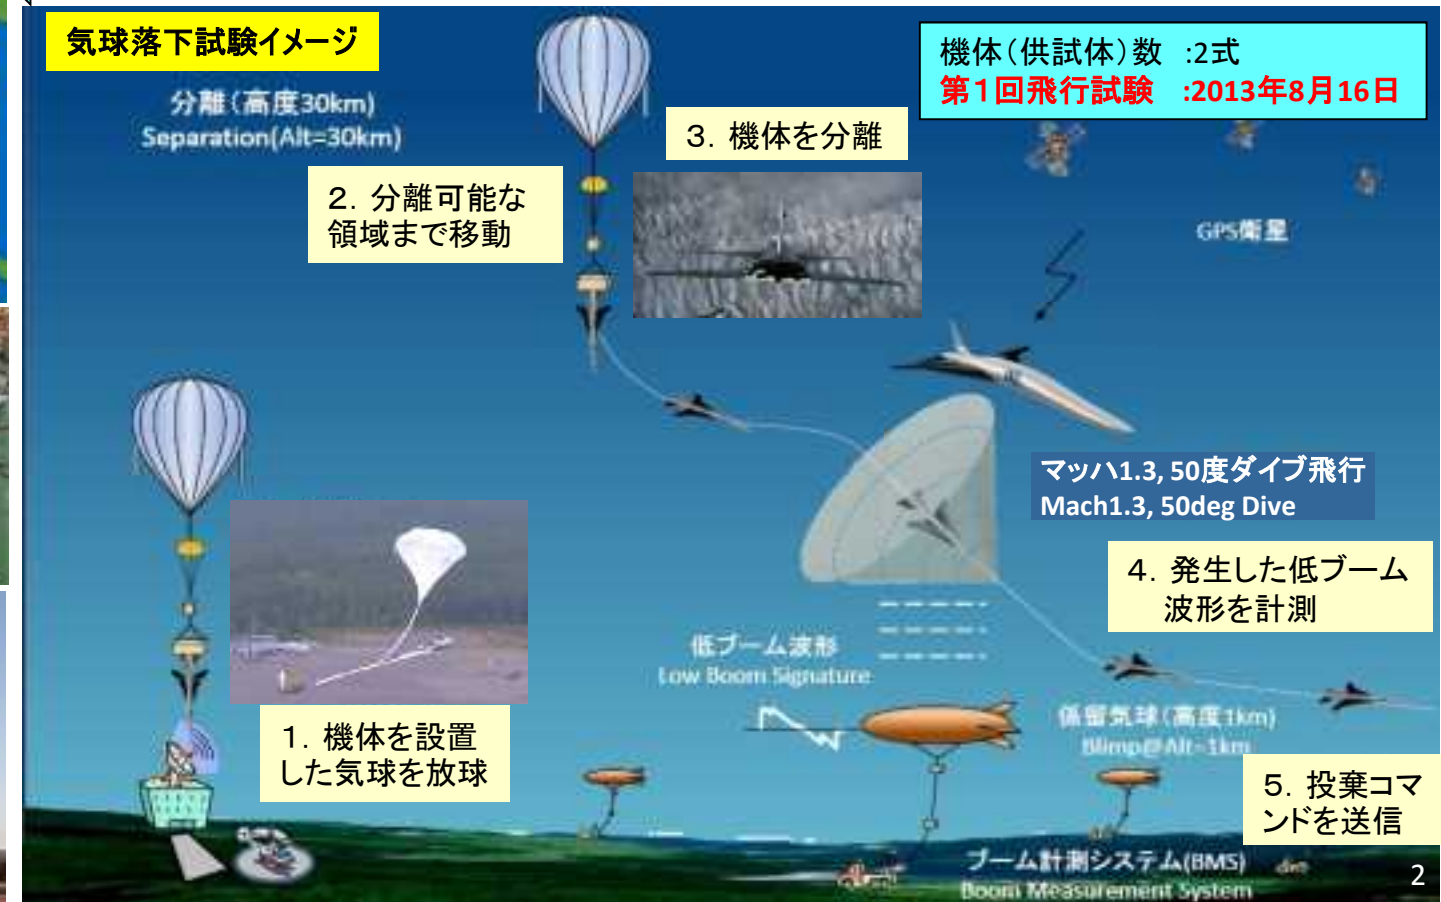 気球落下試験イメージ
機体（供試体）数 :2式
第１回飛行試験 :2013年8月16日
分離（高度30km）
Separation(Alt=30km)
３．機体を分離
２．分離可能な
領域まで移動
GPS衛星
マッハ1.3, 50度ダイブ飛行
Mach1.3, 50deg Dive
４．発生した低ブーム
波形を計測
低ブーム波形
Low Boom Signature
係留気球（高度1km）
Blimp@Alt=1km
１．機体を設置
した気球を放球
５．投棄コマ
ンドを送信
ブーム計測システム(BMS)
Boom Measurement System
2